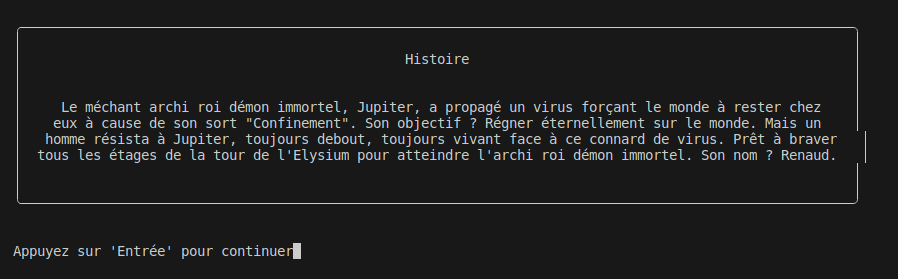 Histoire
Le méchant archi roi démon immortel, Jupiter, a propagé un virus forçant le monde à rester chez
eux à cause de son sort "Confinement". Son objectif ? Régner éternellement sur le monde. Mais un
homme résista à Jupiter, toujours debout, toujours vivant face à ce connard de virus. Prêt à braver
tous les étages de la tour de l'Elysium pour atteindre l'archi roi démon immortel. Son nom ? Renaud.
Appuyez sur 'Entrée' pour continuer